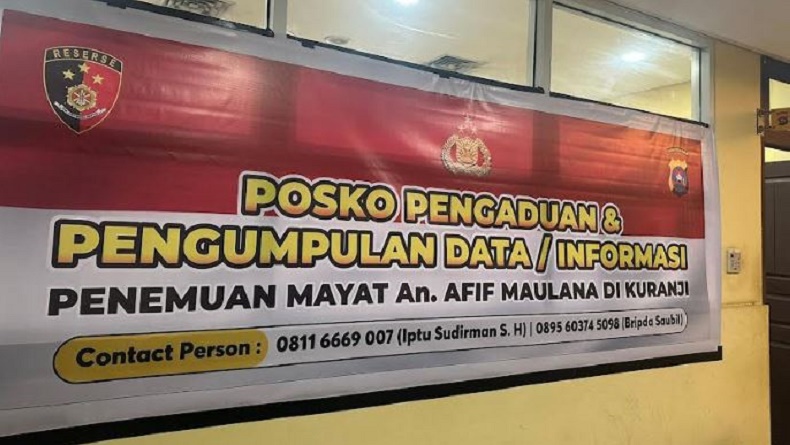 RESERSE
POSKO PENGADUAN &
PENGUMPULAN DATA / INFORMASI
PENEMUAN MAYAT An. AFIF MAULANA DI KURANJI
Contact Person : 0811 6669 007 (Iptu Sudirman S. H) | 0895 60374 5098 (Bripda Saubil)